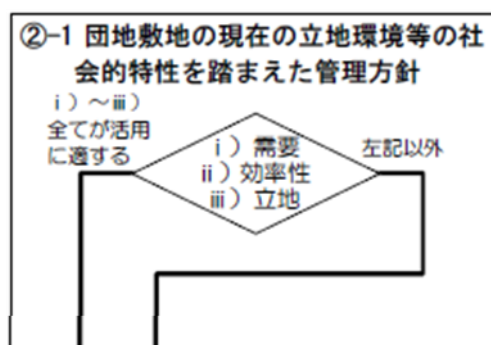 ②-1 団地敷地の現在の立地環境等の社
会的特性を踏まえた管理方針
ⅰ）～ⅲ）
全てが活用
に適する
ⅰ）需要
ⅱ）効率性
ⅲ）立地
左記以外